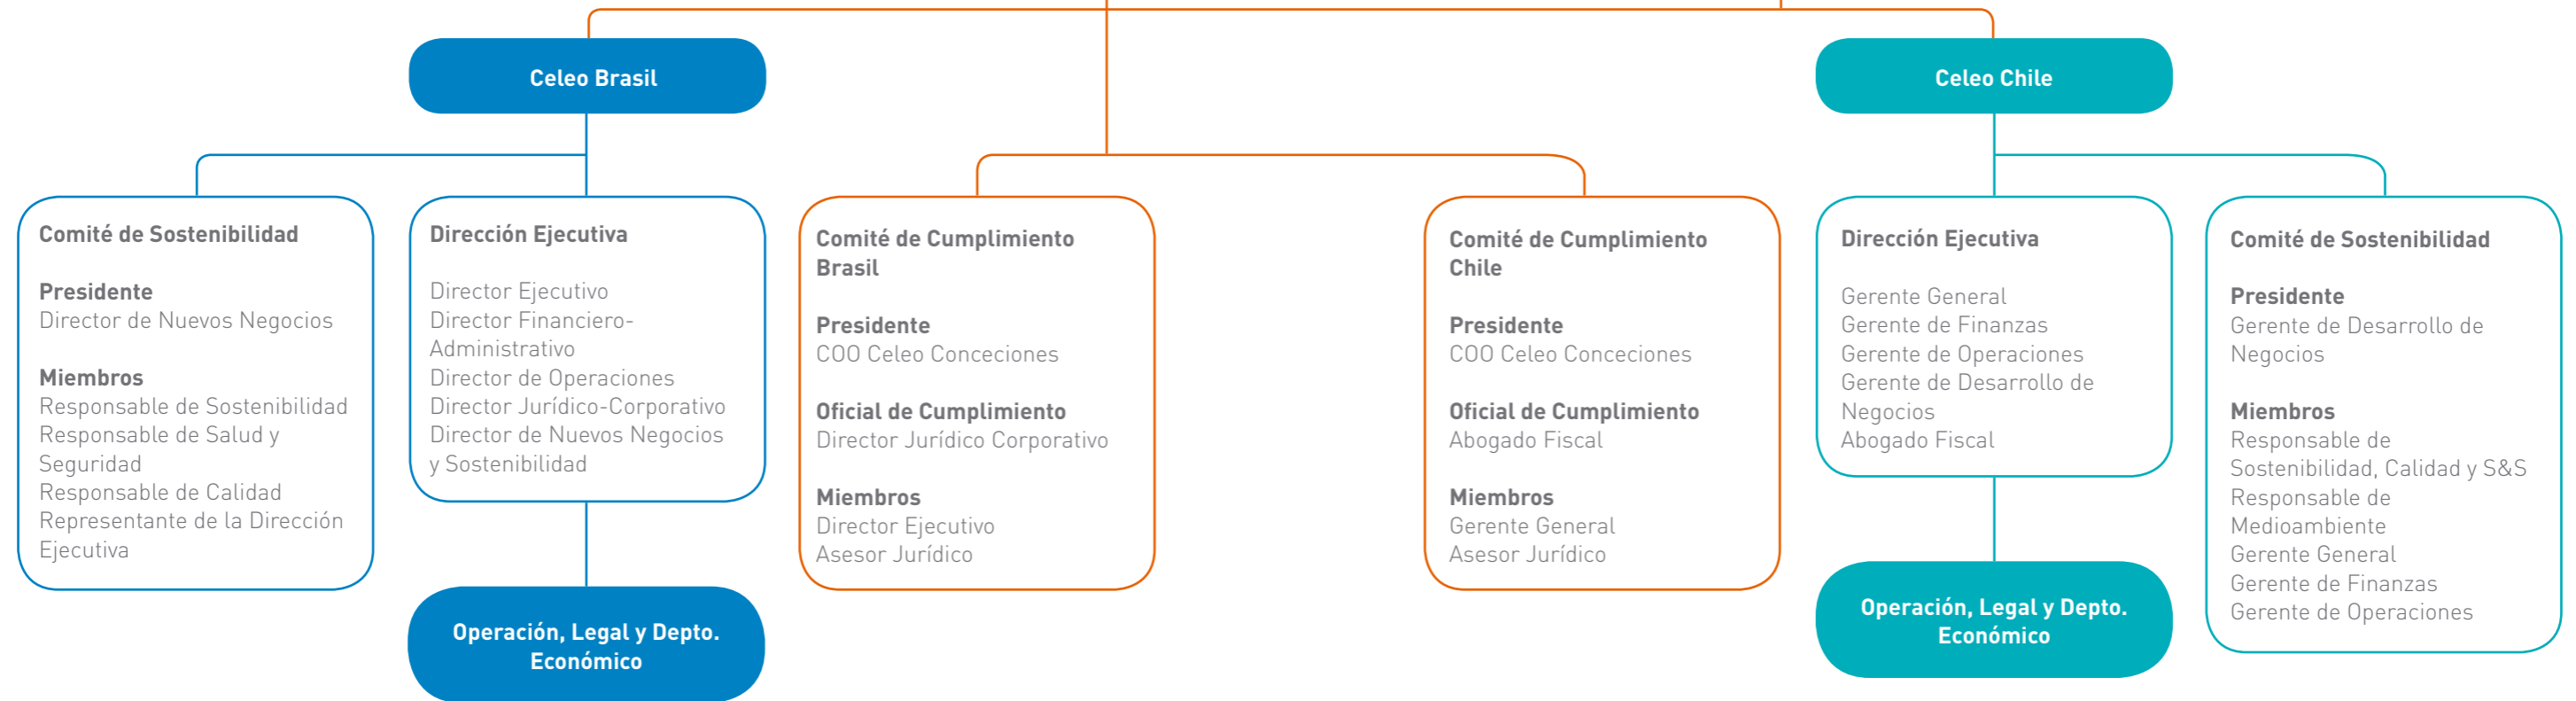 Celeo Brasil
Celeo Chile
Comité de Sostenibilidad
Presidente
Director de Nuevos Negocios
Miembros
Responsable de Sostenibilidad
Responsable de Salud y
Seguridad
Responsable de Calidad
Representante de la Dirección
Ejecutiva
Dirección Ejecutiva
Director Ejecutivo
Director Financiero-
Administrativo
Director de Operaciones
Director Jurídico-Corporativo
Director de Nuevos Negocios
y Sostenibilidad
Operación, Legal y Depto.
Económico
Comité de Cumplimiento
Brasil
Presidente
COO Celeo Conceciones
Oficial de Cumplimiento
Director Jurídico Corporativo
Miembros
Director Ejecutivo
Asesor Jurídico
Comité de Cumplimiento
Chile
Presidente
COO Celeo Conceciones
Oficial de Cumplimiento
Abogado Fiscal
Miembros
Gerente General
Asesor Jurídico
Dirección Ejecutiva
Gerente General
Gerente de Finanzas
Gerente de Operaciones
Gerente de Desarrollo de
Negocios
Abogado Fiscal
Operación, Legal y Depto.
Económico
Comité de Sostenibilidad
Presidente
Gerente de Desarrollo de
Negocios
Miembros
Responsable de
Sostenibilidad, Calidad y S&S
Responsable de
Medioambiente
Gerente General
Gerente de Finanzas
Gerente de Operaciones